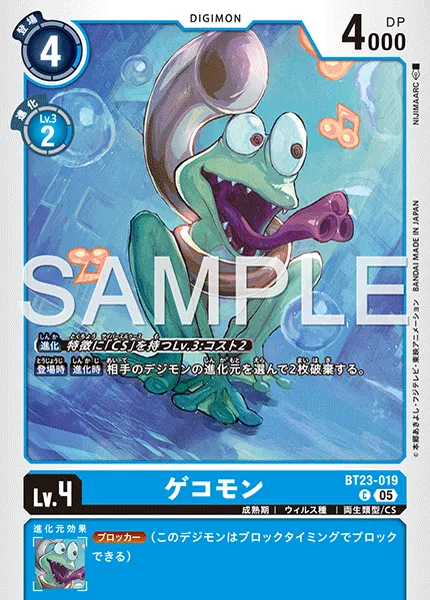 DIGIMON
登場
4
DP
4000
進化
Lv.3
2
NIJIMAARC
SAMPLE
©本郷あきよし・フジテレビ・東映アニメーション BANDAI MADE IN JAPAN
進化 特徴に「CS」を持つLv.3:コスト2
登場時 進化時 相手のデジモンの進化元を選んで2枚破棄する。
BT23-019
Lv.4
ゲコモン
C 05
成熟期 | ウィルス種 | 両生類型/CS
進化元効果
ブロッカー (このデジモンはブロックタイミングでブロック
できる)